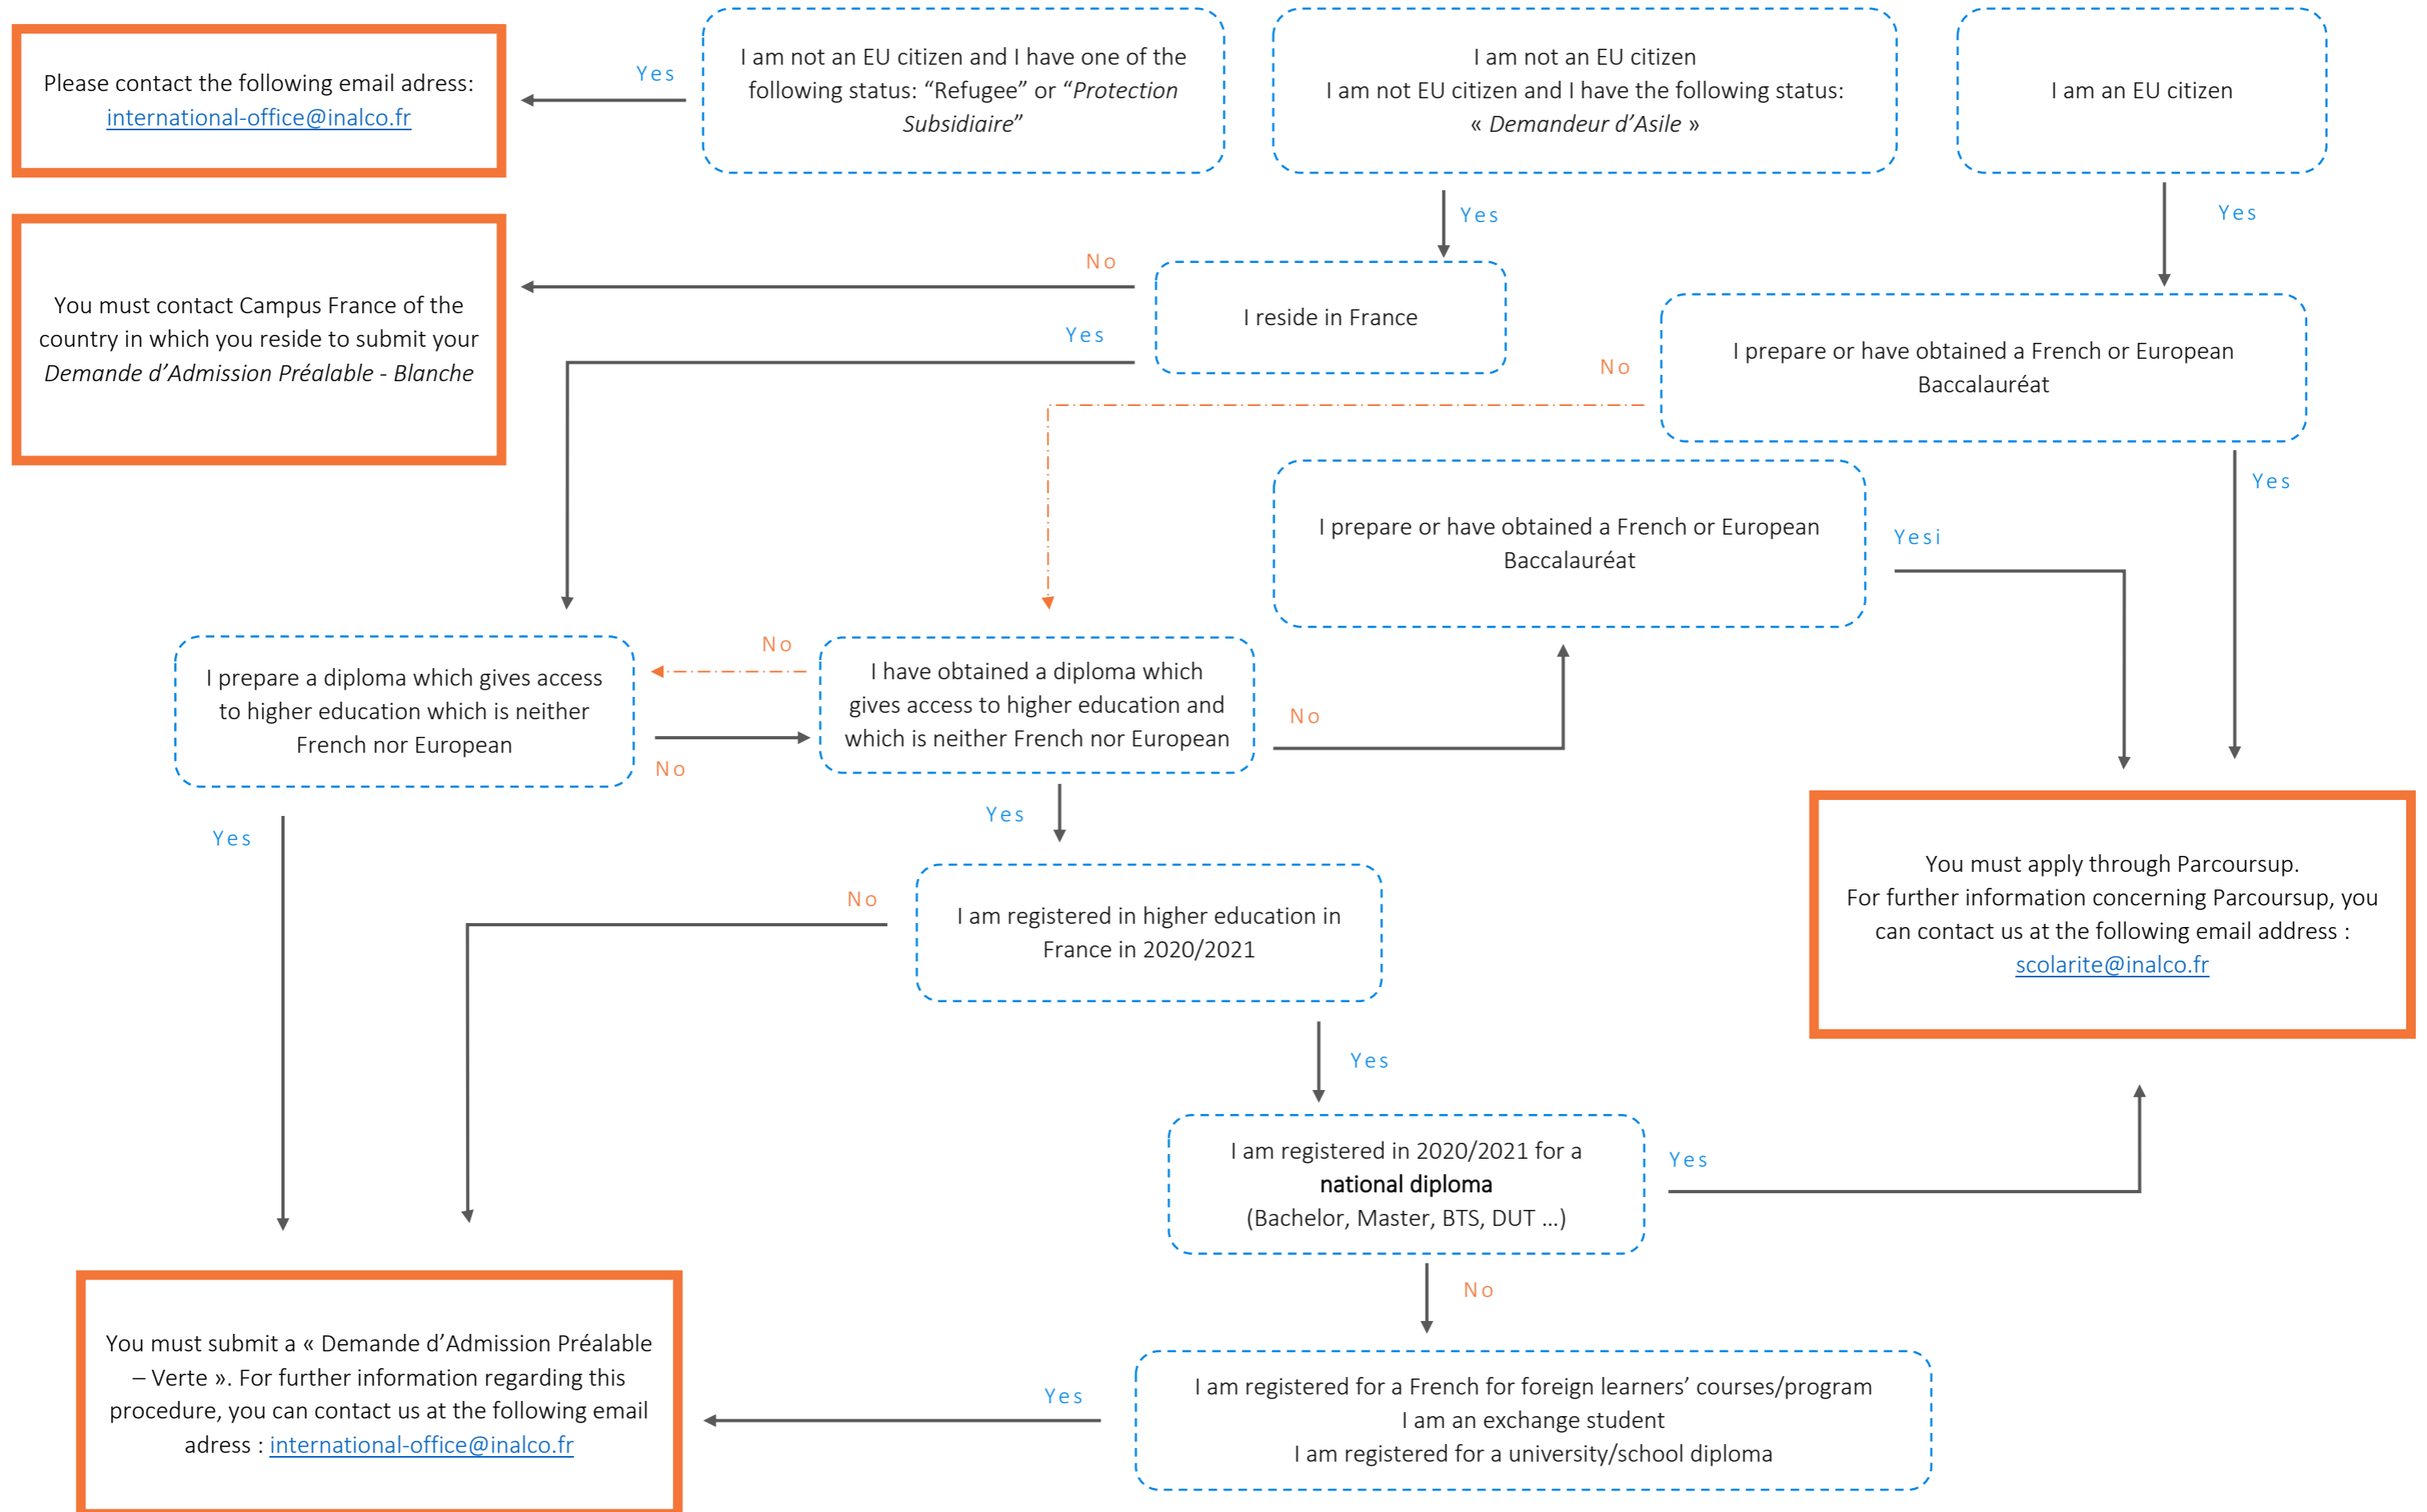 Please contact the following email adress:
international-office@inalco.fr
Yes
I am not an EU citizen and I have one of the
following status: “Refugee” or “Protection
Subsidiaire”
I am not an EU citizen
I am not EU citizen and I have the following status:
« Demandeur d’Asile »
I am an EU citizen
Yes
Yes
You must contact Campus France of the
country in which you reside to submit your
Demande d’Admission Préalable - Blanche
No
Yes
I reside in France
No
I prepare or have obtained a French or European
Baccalauréat
Yes
I prepare or have obtained a French or European
Baccalauréat
Yesi
I prepare a diploma which gives access
to higher education which is neither
French nor European
No
No
I have obtained a diploma which
gives access to higher education and
which is neither French nor European
No
Yes
Yes
No
I am registered in higher education in
France in 2020/2021
You must apply through Parcoursup.
For further information concerning Parcoursup, you
can contact us at the following email address :
scolarite@inalco.fr
Yes
I am registered in 2020/2021 for a
national diploma
(Bachelor, Master, BTS, DUT …)
Yes
No
You must submit a « Demande d’Admission Préalable
– Verte ». For further information regarding this
procedure, you can contact us at the following email
adress : international-office@inalco.fr
Yes
I am registered for a French for foreign learners’ courses/program
I am an exchange student
I am registered for a university/school diploma